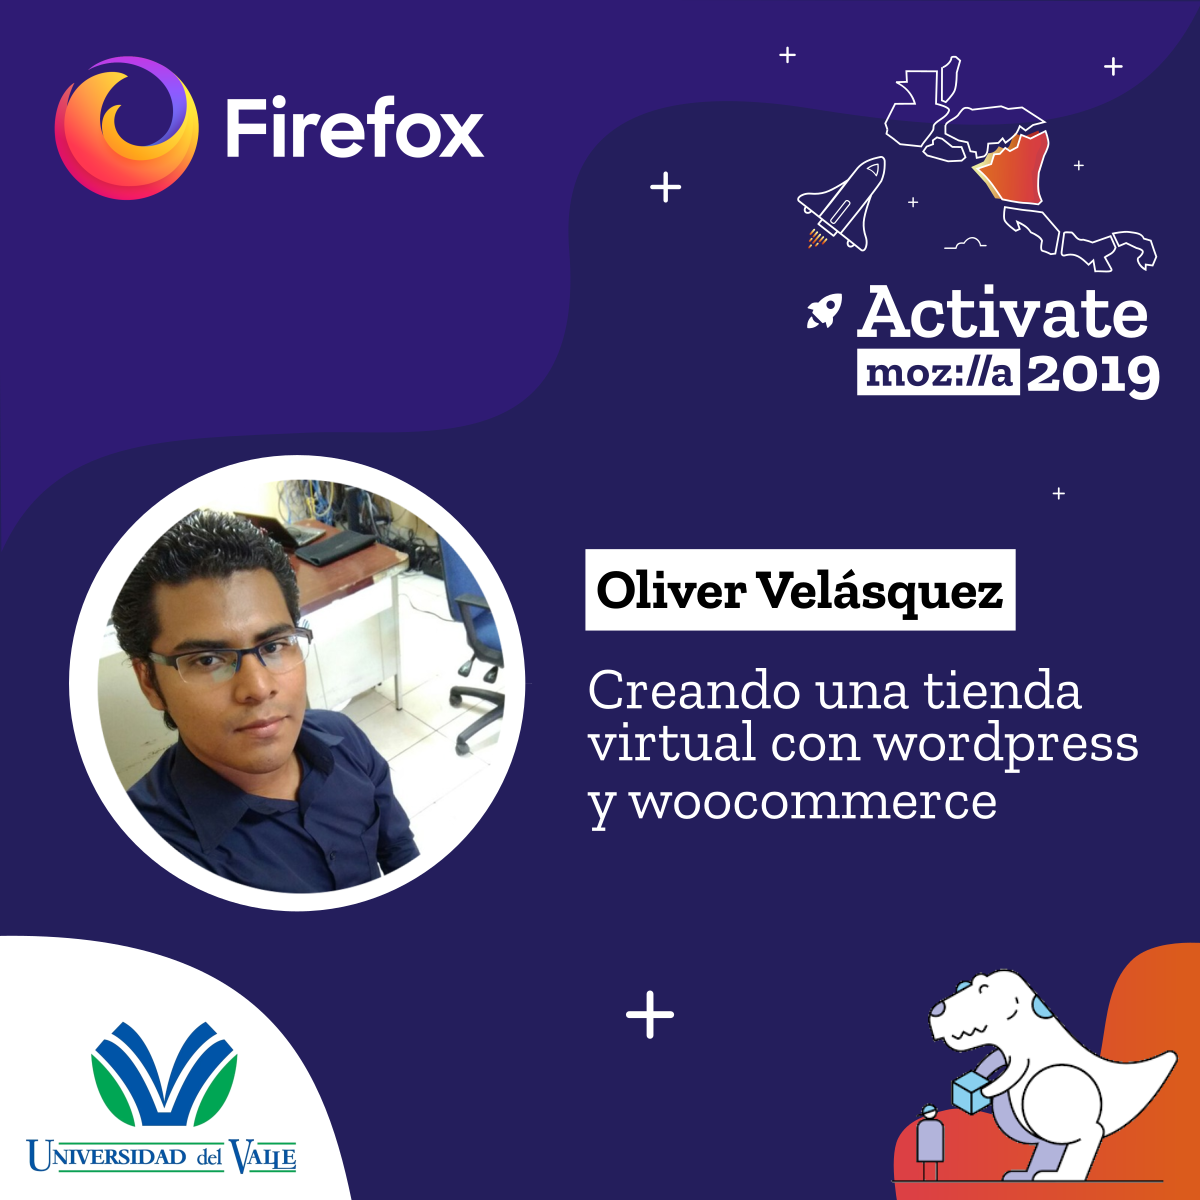 Firefox
Activate
moz://a 2019
Oliver Velásquez
Creando una tienda
virtual con wordpress
y woocommerce
UNIVERSIDAD del VALLE